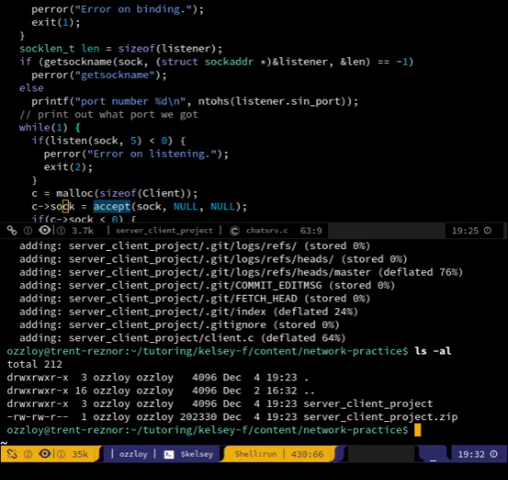 perror("Error on binding.");
exit(1);
}
socklen_t len = sizeof(listener);
if (getsockname(sock, (struct sockaddr *)&listener, &len) == -1)
perror("getsockname");
else
printf("port number %d\n", ntohs(listener.sin_port));
// print out what port we got
while(1) {
if(listen(sock, 5) < 0) {
perror("Error on listening.");
exit(2);
}
c = malloc(sizeof(Client));
c->sock = accept(sock, NULL, NULL);
if(c->sock < 0) {
3.7k | server_client_project | chatsrv.c 63:9 19:25
adding: server_client_project/.git/logs/refs/ (stored 0%)
adding: server_client_project/.git/logs/refs/heads/ (stored 0%)
adding: server_client_project/.git/logs/refs/heads/master (deflated 76%)
adding: server_client_project/.git/COMMIT_EDITMSG (stored 0%)
adding: server_client_project/.git/FETCH_HEAD (stored 0%)
adding: server_client_project/.git/index (deflated 24%)
adding: server_client_project/.gitignore (stored 0%)
adding: server_client_project/client.c (deflated 64%)
ozzloy@trent-reznor:~/tutoring/kelsey-f/content/network-practice$ ls -al
total 212
drwxrwxr-x 3 ozzloy ozzloy 4096 Dec 4 19:23 .
drwxrwxr-x 16 ozzloy ozzloy 4096 Dec 2 16:32 ..
drwxrwxr-x 3 ozzloy ozzloy 4096 Dec 4 19:23 server_client_project
-rw-rw-r-- 1 ozzloy ozzloy 202330 Dec 4 19:23 server_client_project.zip
ozzloy@trent-reznor:~/tutoring/kelsey-f/content/network-practice$
~
35k | ozzloy | $kelsey Shell:run | 430:66 _ 19:32